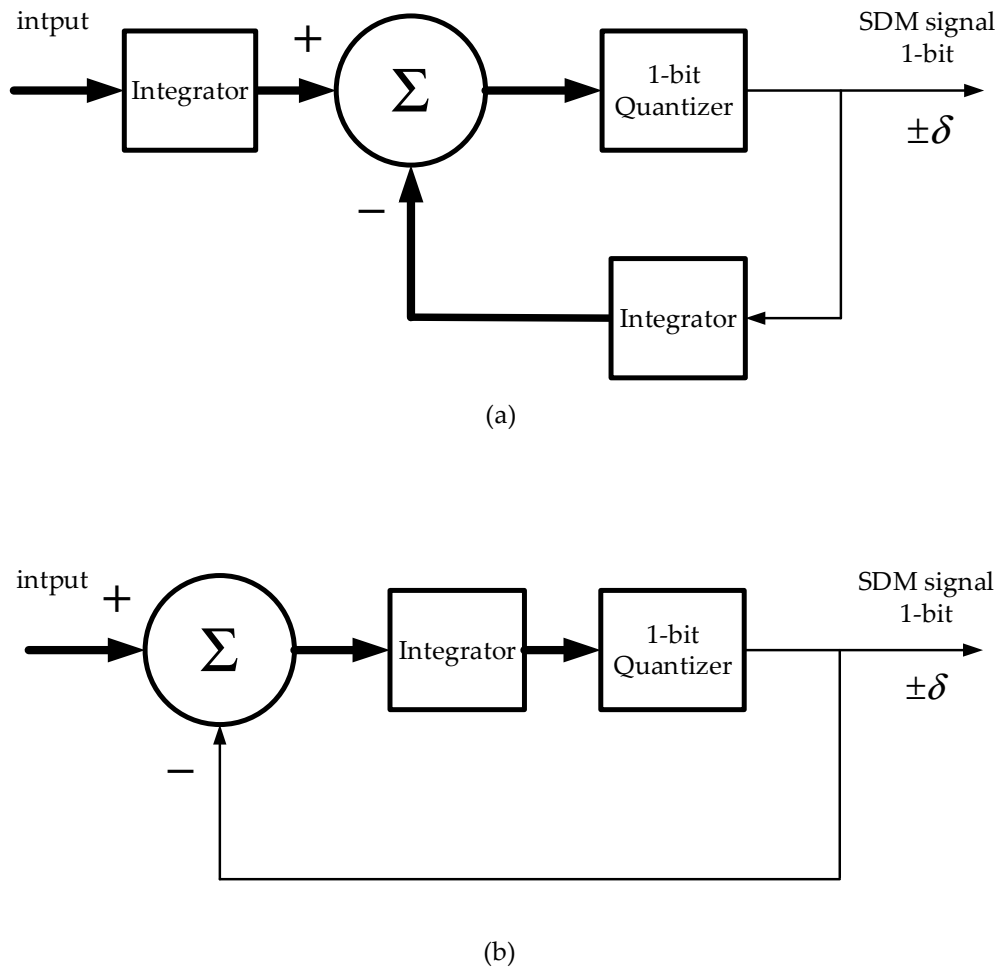 intput
SDM signal
1-bit
+
Integrator
Σ
1-bit
Quantizer
±δ
−
Integrator
(a)
intput
SDM signal
1-bit
+
Σ
Integrator
1-bit
Quantizer
±δ
−
(b)